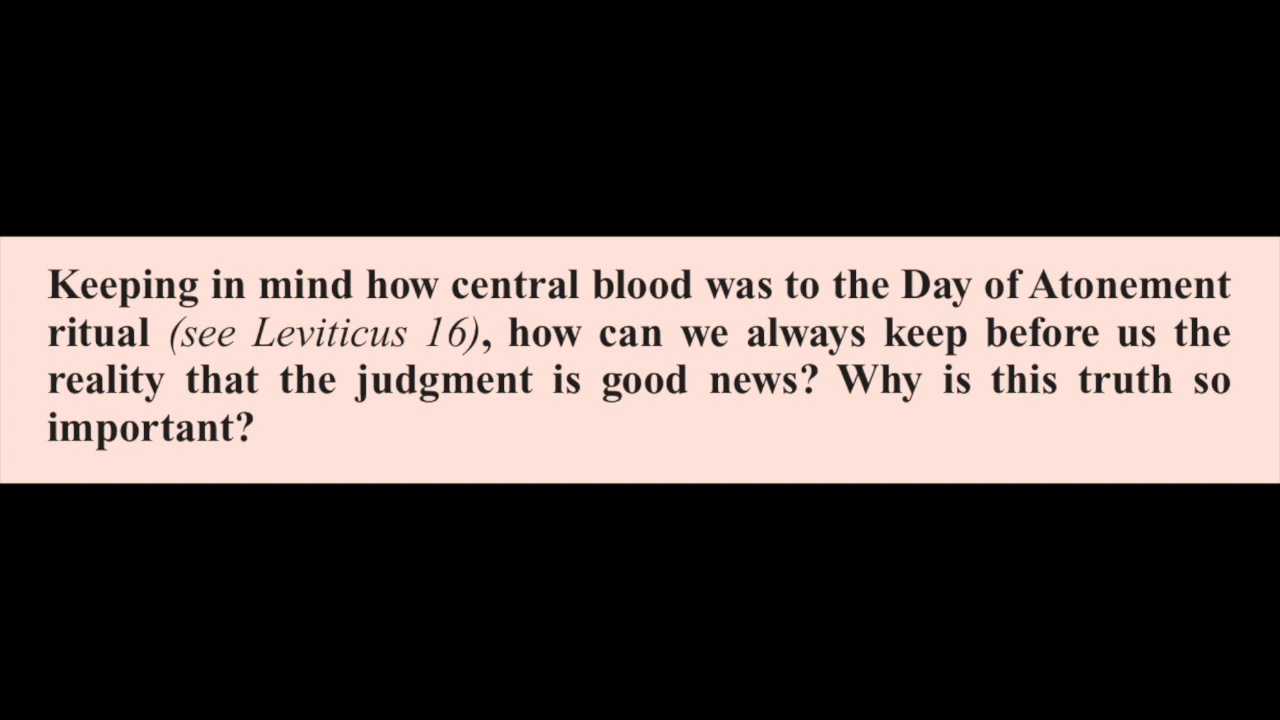 Keeping in mind how central blood was to the Day of Atonement
ritual (see Leviticus 16), how can we always keep before us the
reality that the judgment is good news? Why is this truth so
important?